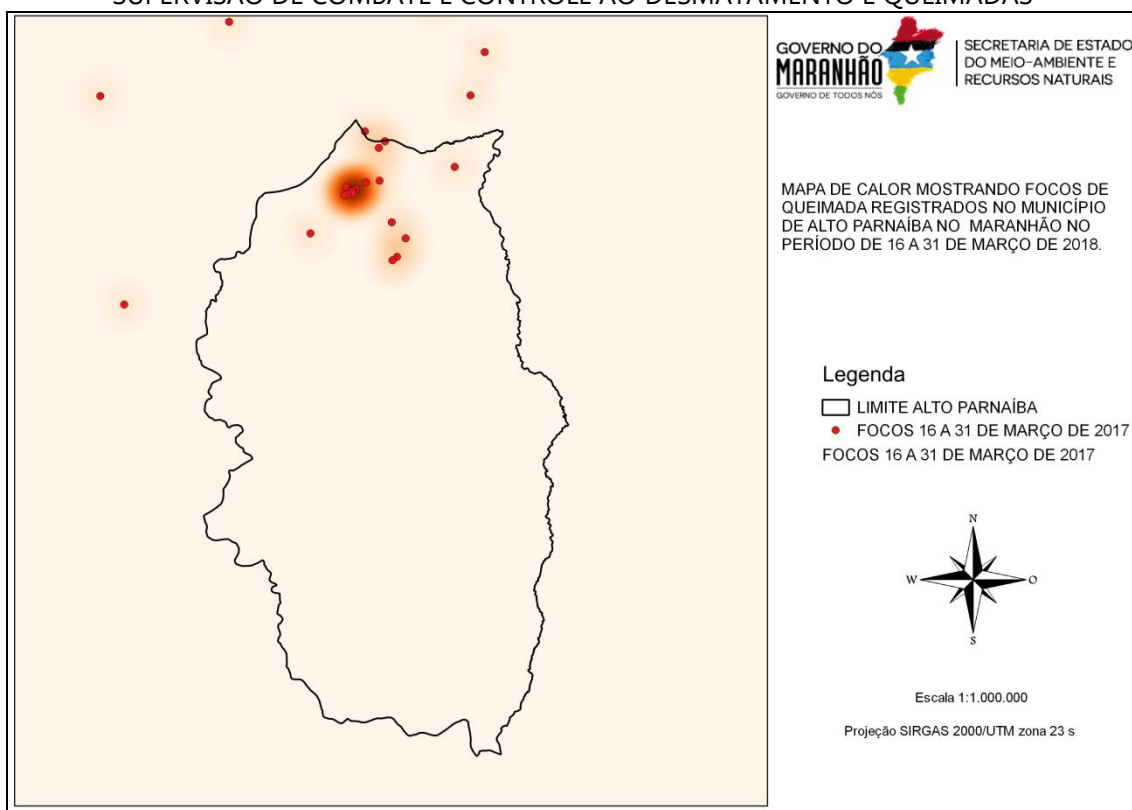 SUPERVISÃO DE COMBATE E CONTROLE AO DESMATAMENTO E QUEIMADAS
GOVERNO DO
MARANHÃO
GOVERNO DE TODOS NÓS
SECRETARIA DE ESTADO
DO MEIO-AMBIENTE E
RECURSOS NATURAIS
MAPA DE CALOR MOSTRANDO FOCOS DE
QUEIMADA REGISTRADOS NO MUNICÍPIO
DE ALTO PARNAÍBA NO MARANHÃO NO
PERÍODO DE 16 A 31 DE MARÇO DE 2018.
Legenda
LIMITE ALTO PARNAÍBA
FOCOS 16 A 31 DE MARÇO DE 2017
FOCOS 16 A 31 DE MARÇO DE 2017
N
W O
S
Escala 1:1.000.000
Projeção SIRGAS 2000/UTM zona 23 s